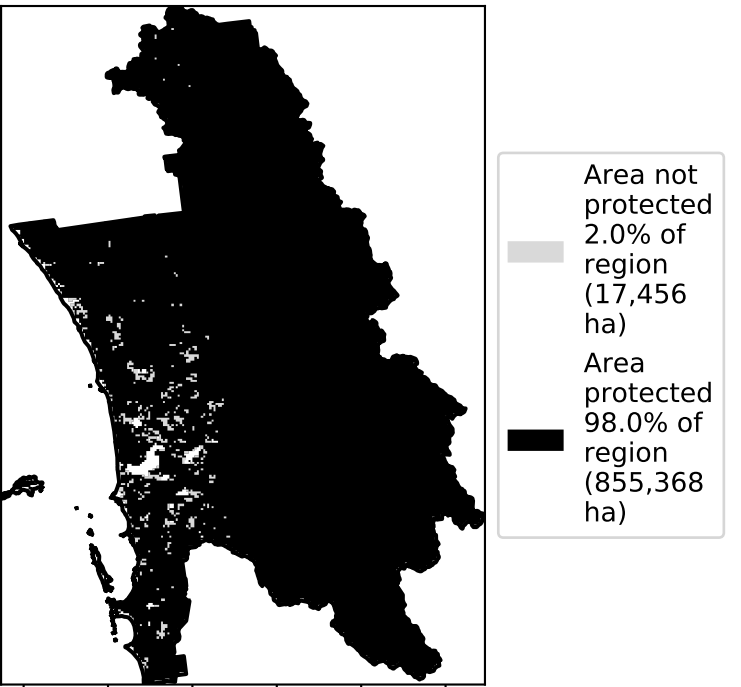 Area not
protected
2.0% of
region
(17,456
ha)
Area
protected
98.0% of
region
(855,368
ha)